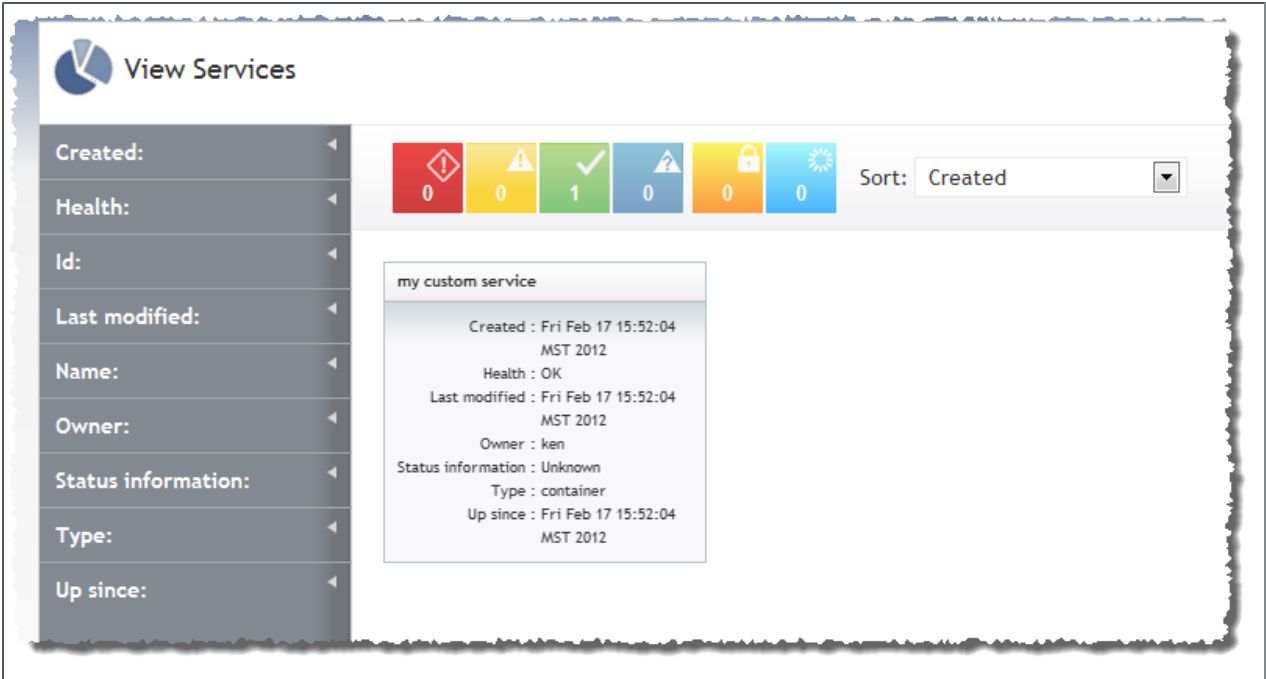 View Services
Created:
Health:
Id:
Last modified:
Name:
Owner:
Status information:
Type:
Up since:
0
0
1
0
0
0
Sort: Created
my custom service
Created : Fri Feb 17 15:52:04
MST 2012
Health : OK
Last modified : Fri Feb 17 15:52:04
MST 2012
Owner : ken
Status information : Unknown
Type : container
Up since : Fri Feb 17 15:52:04
MST 2012